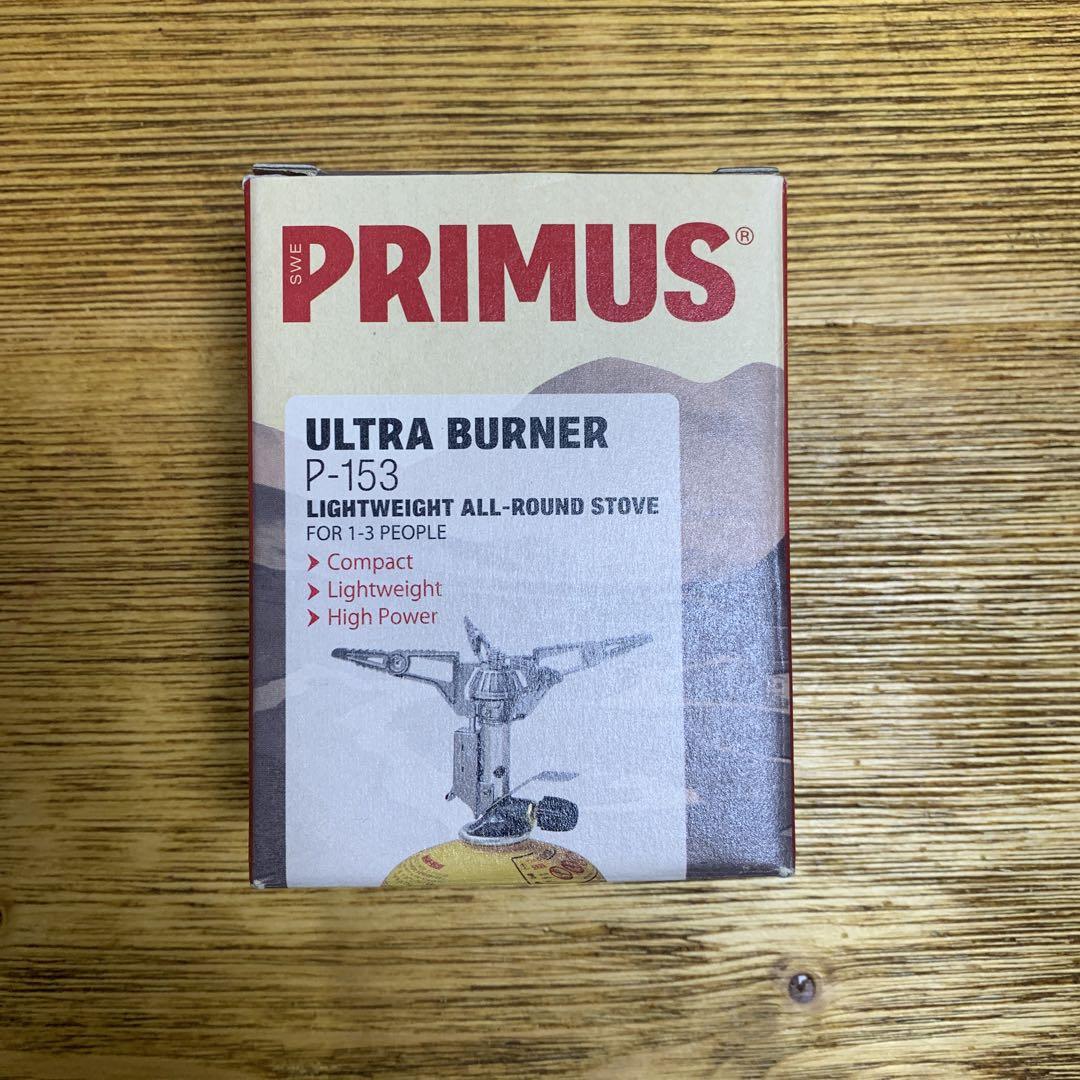 SWE
PRIMUS®
ULTRA BURNER
P-153
LIGHTWEIGHT ALL-ROUND STOVE
FOR 1-3 PEOPLE
Compact
Lightweight
High Power